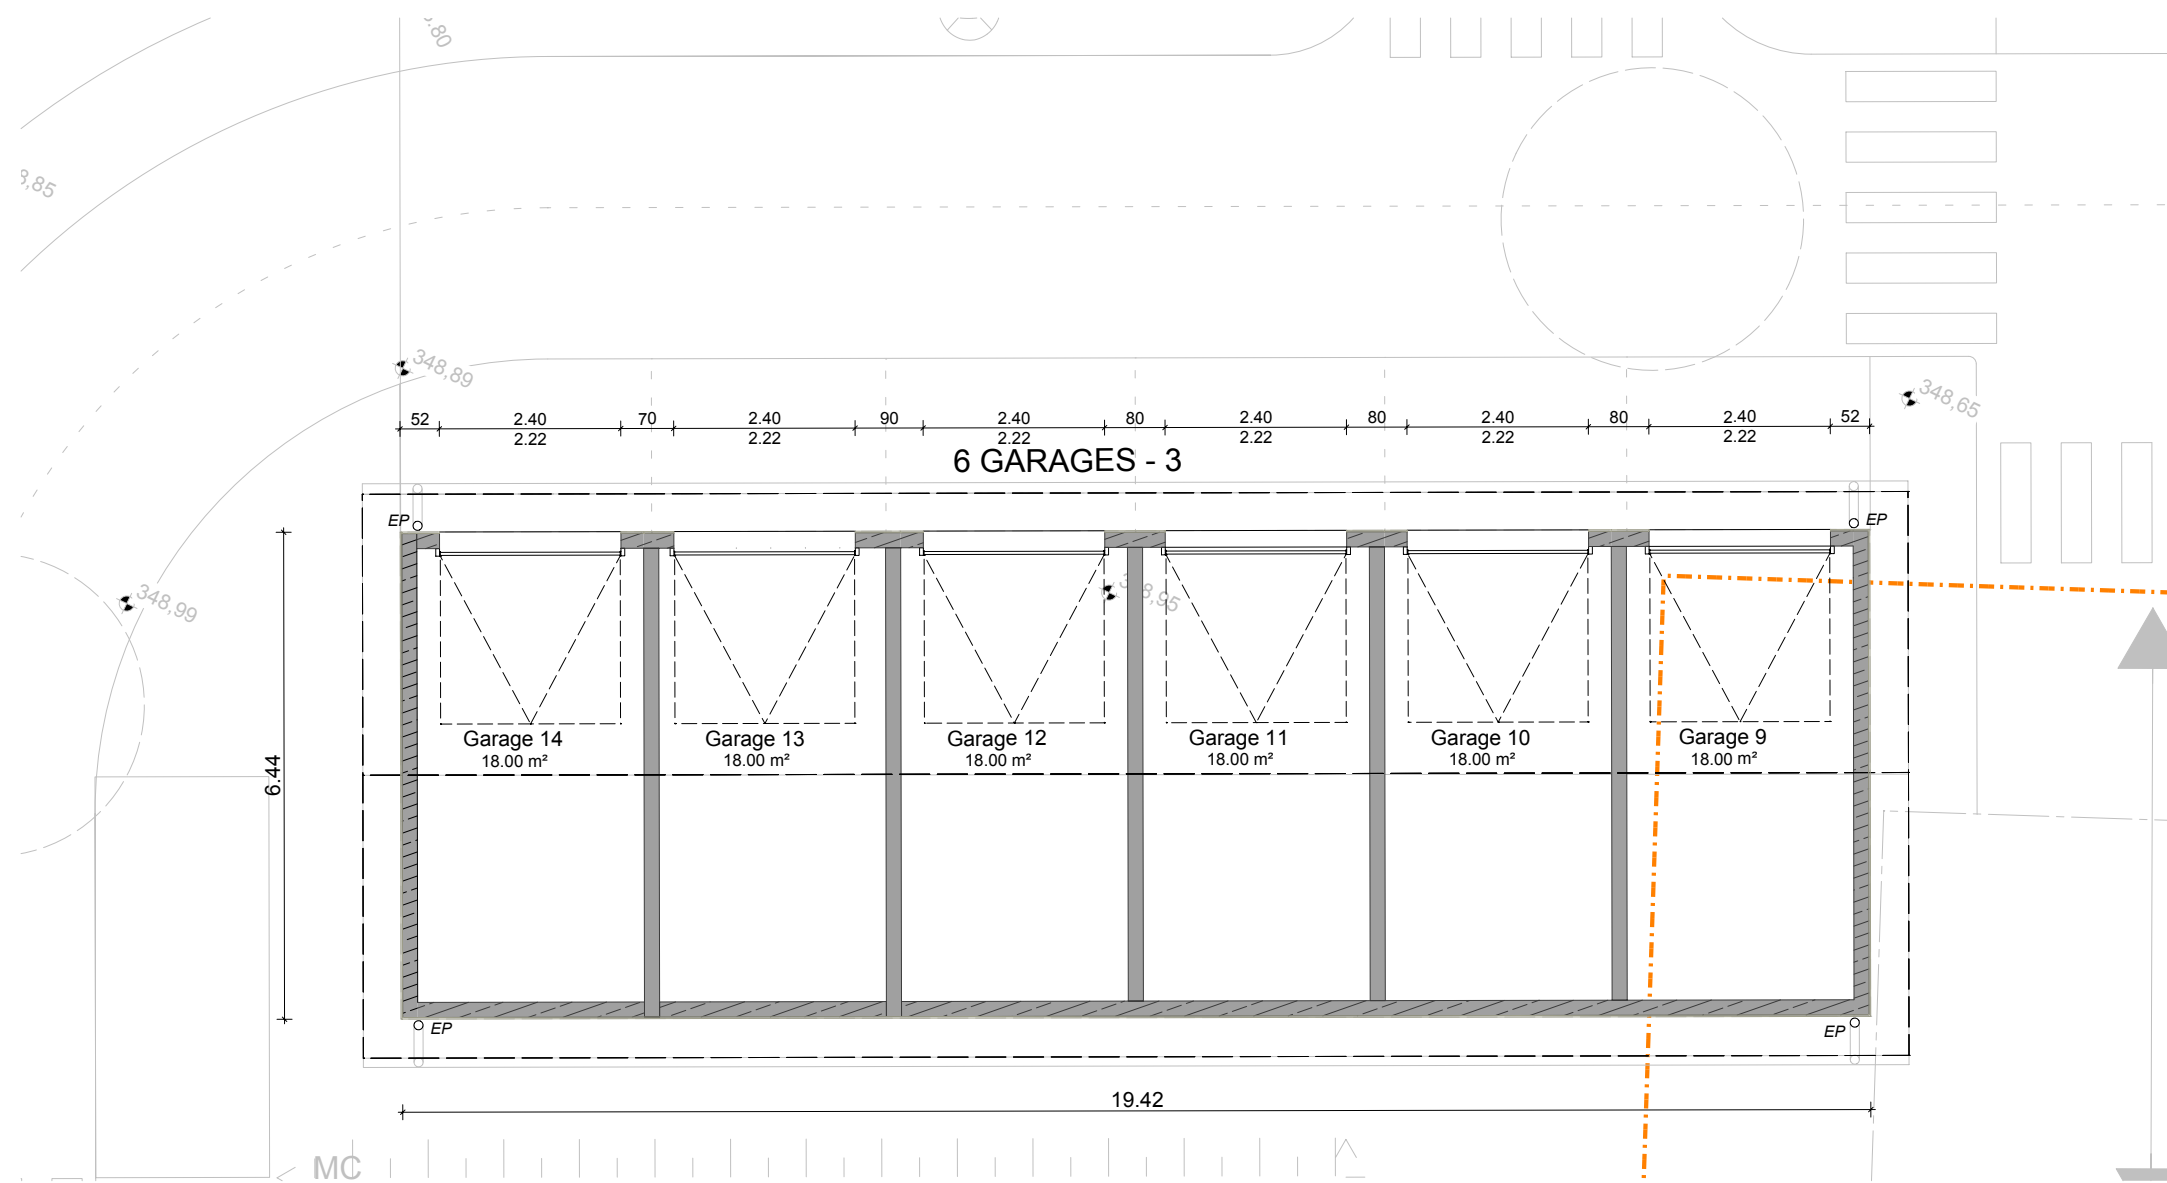 348,89
348,65
52 2.40 70 2.40 90 2.40 80 2.40 80 2.40 80 2.40 52
2.22 2.22 2.22 2.22 2.22 2.22
6 GARAGES - 3
EP EP
348,99
Garage 14 Garage 13 Garage 12 Garage 11 Garage 10 Garage 9
18.00 m² 18.00 m² 18.00 m² 18.00 m² 18.00 m² 18.00 m²
6.44
EP EP
19.42
MC